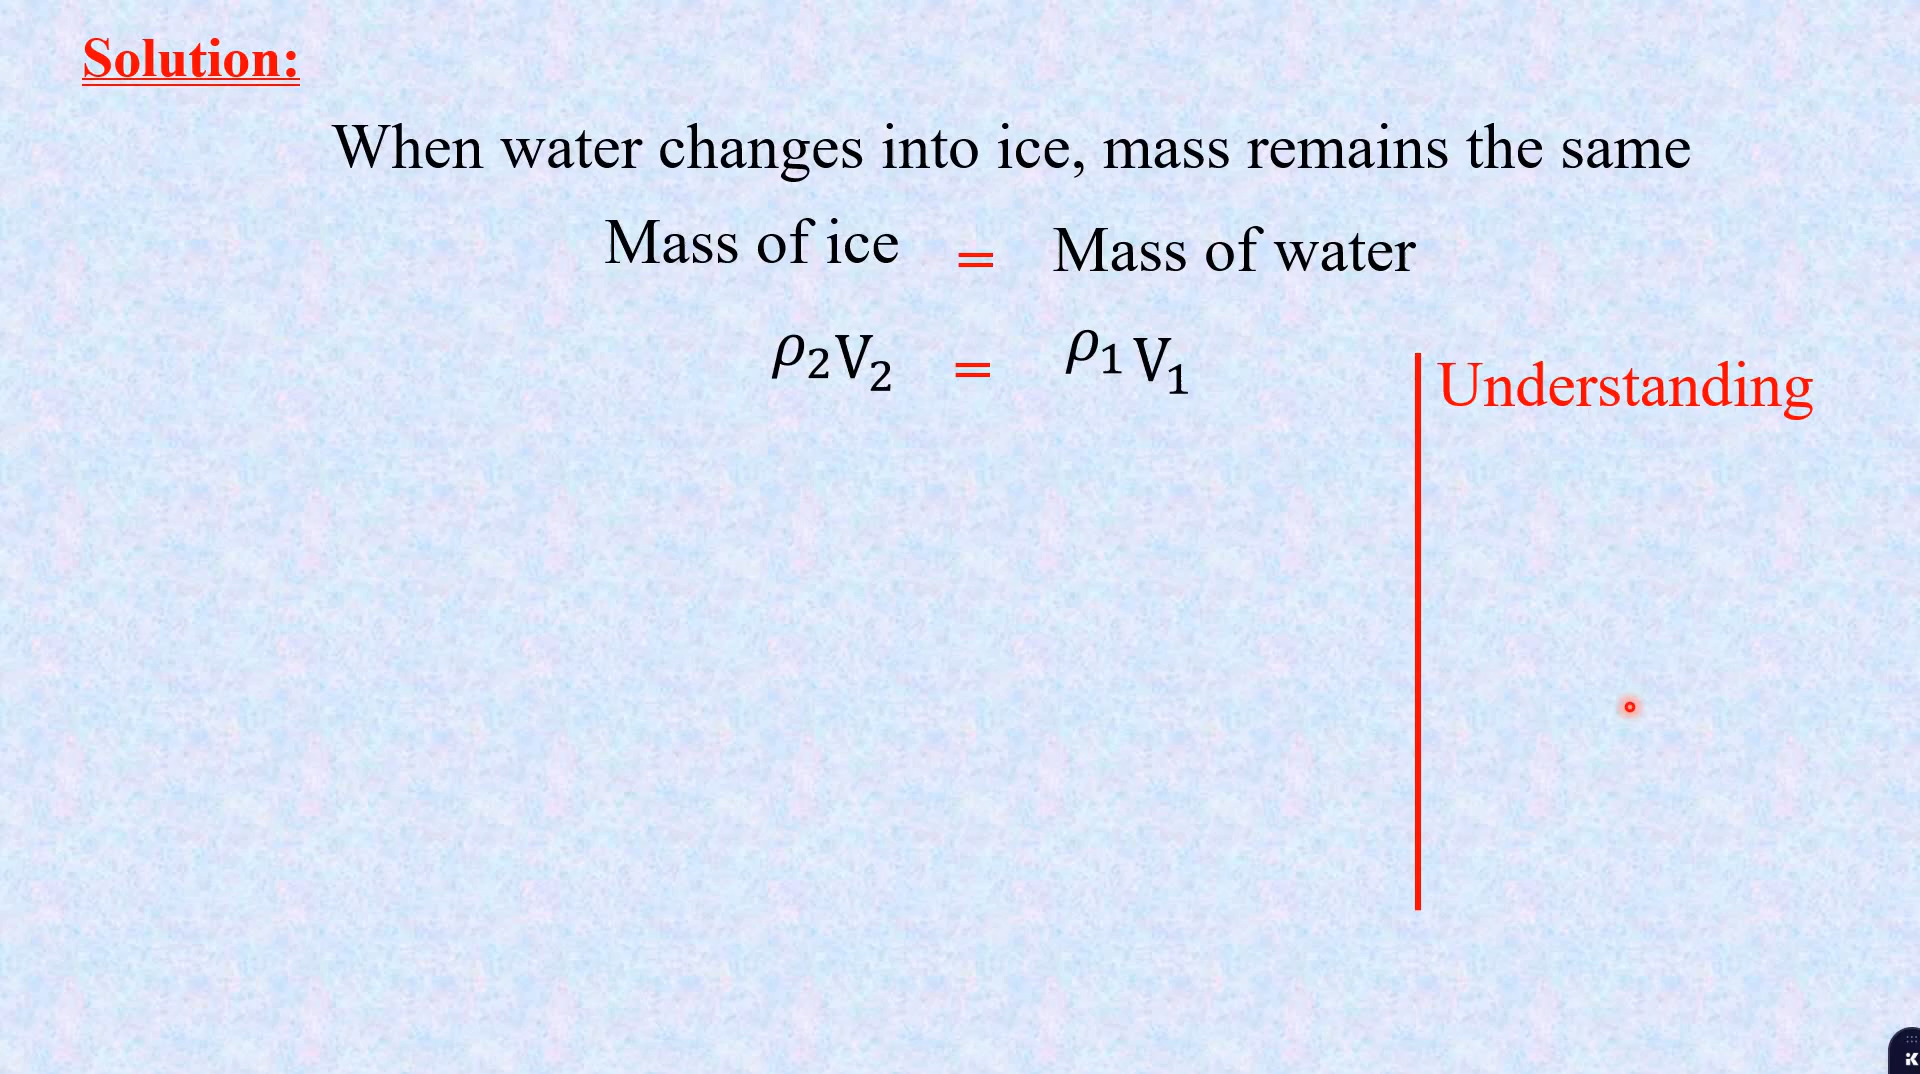 Solution:
When water changes into ice, mass remains the same
Mass of ice = Mass of water
ρ₂V₂ = ρ₁V₁
Understanding